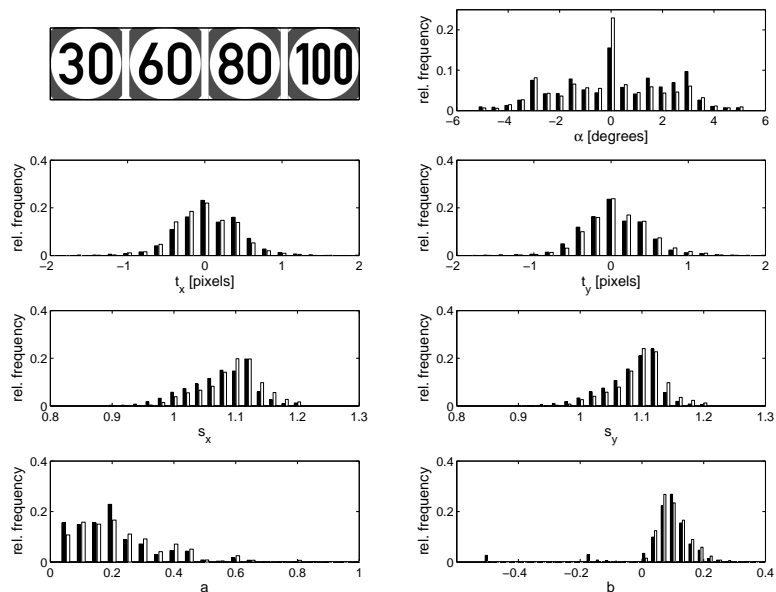 30 60 80 100
rel. frequency
0.2
0.1
0
−6 −4 −2 0 2 4 6
α [degrees]
rel. frequency
0.4
0.2
0
−2 −1 0 1 2
t_x [pixels]
rel. frequency
0.4
0.2
0
−2 −1 0 1 2
t_y [pixels]
rel. frequency
0.4
0.2
0
0.8 0.9 1 1.1 1.2 1.3
s_x
rel. frequency
0.4
0.2
0
0.8 0.9 1 1.1 1.2 1.3
s_y
rel. frequency
0.4
0.2
0
0 0.2 0.4 0.6 0.8 1
a
rel. frequency
0.4
0.2
0
−0.4 −0.2 0 0.2 0.4
b